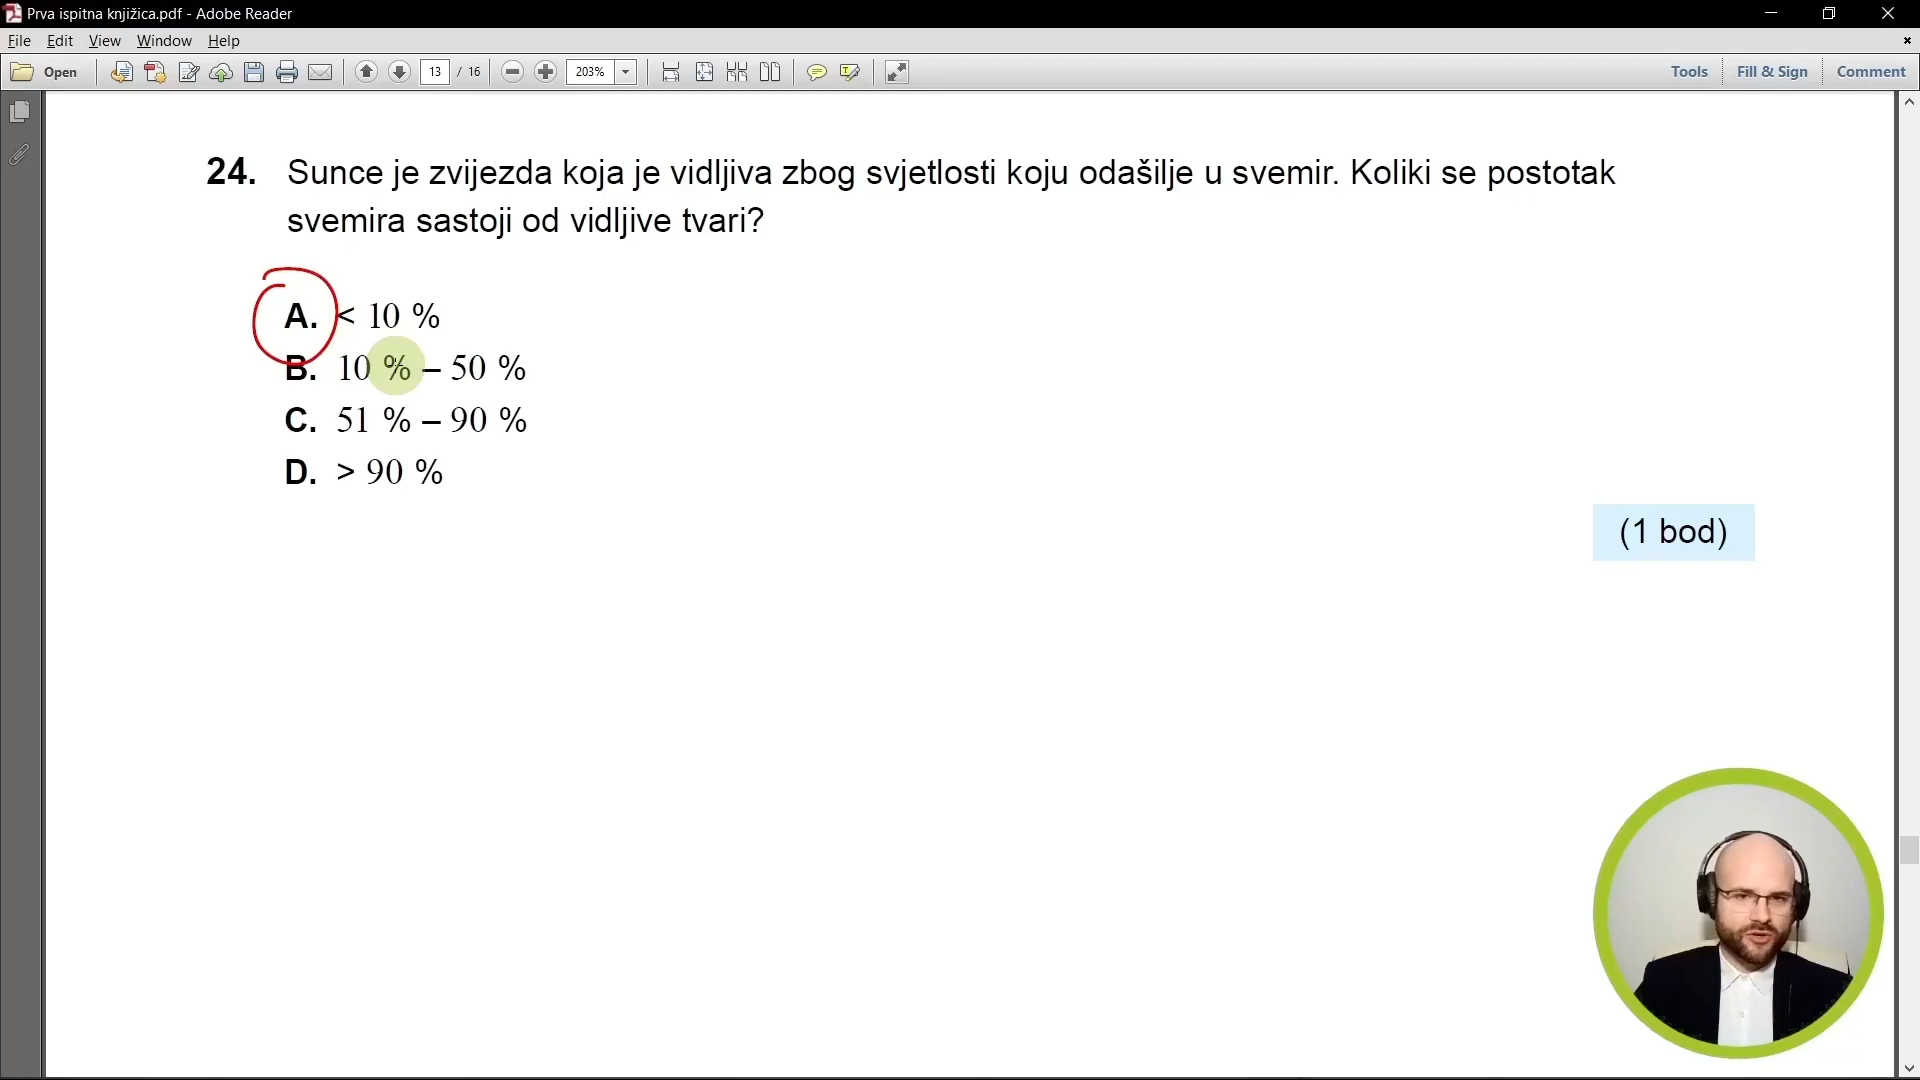 Prva ispitna knjižica.pdf - Adobe Reader
File Edit View Window Help
Open 13 / 16 203% Tools Fill & Sign Comment
24. Sunce je zvijezda koja je vidljiva zbog svjetlosti koju odašilje u svemir. Koliki se postotak
svemira sastoji od vidljive tvari?
A. < 10 %
B. 10 % – 50 %
C. 51 % – 90 %
D. > 90 %
(1 bod)